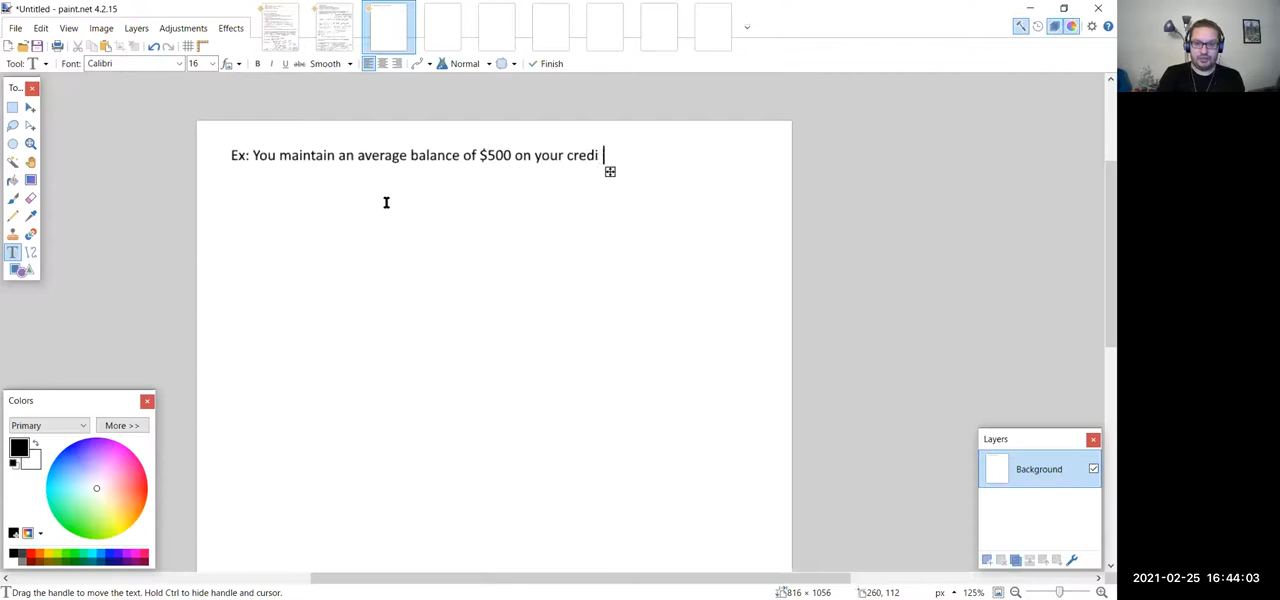 *Untitled - paint.net 4.2.15
File Edit View Image Layers Adjustments Effects
Tool: T Font: Calibri 16 fx B I U abc Smooth Normal Finish
To...
Ex: You maintain an average balance of $500 on your credi
Colors
Primary More >>
Layers
Background
Drag the handle to move the text. Hold Ctrl to hide handle and cursor. 816 × 1056 260, 112 px 125%
2021-02-25 16:44:03